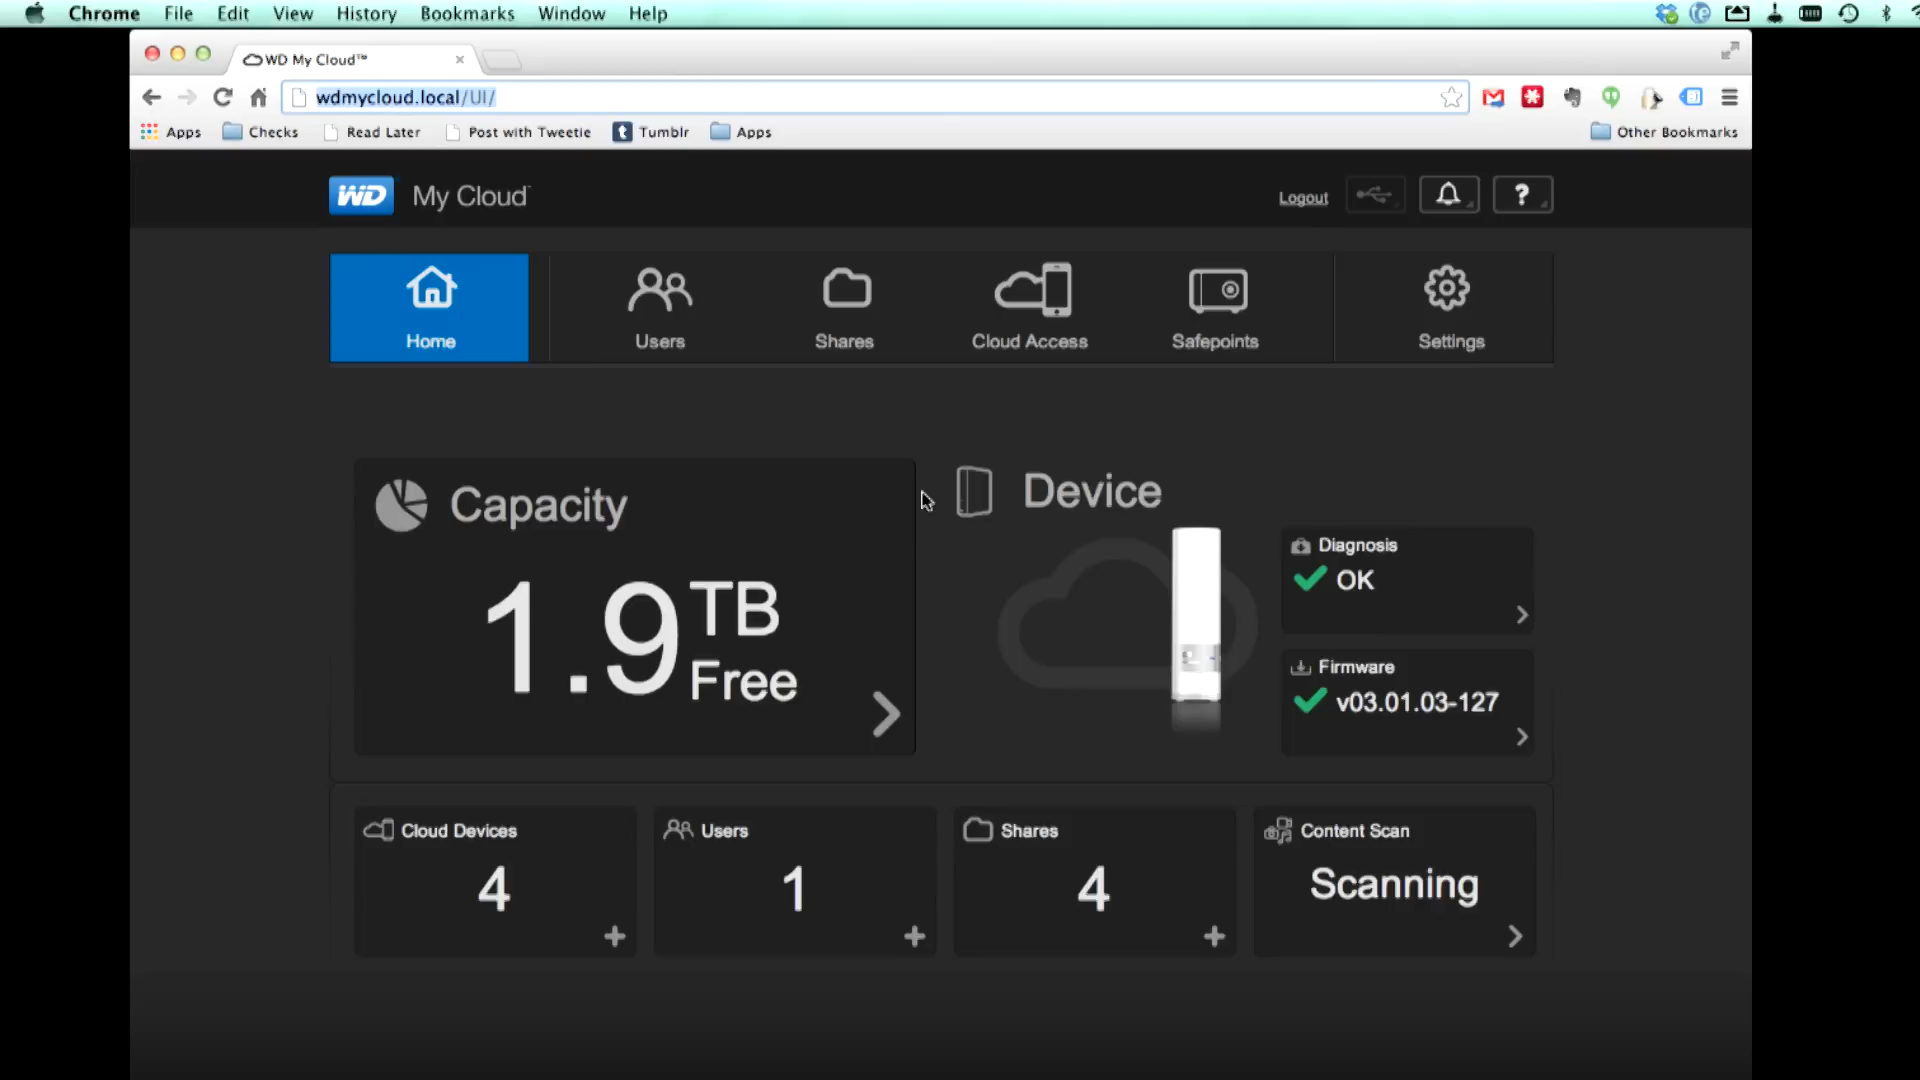 Chrome File Edit View History Bookmarks Window Help
WD My Cloud™
wdmycloud.local/UI/
Apps Checks Read Later Post with Tweetie t Tumblr Apps Other Bookmarks
WD My Cloud Logout ?
Home Users Shares Cloud Access Safepoints Settings
Capacity
1.9 TB
Free
Device
Diagnosis
OK
Firmware
v03.01.03-127
Cloud Devices
4
+
Users
1
+
Shares
4
+
Content Scan
Scanning